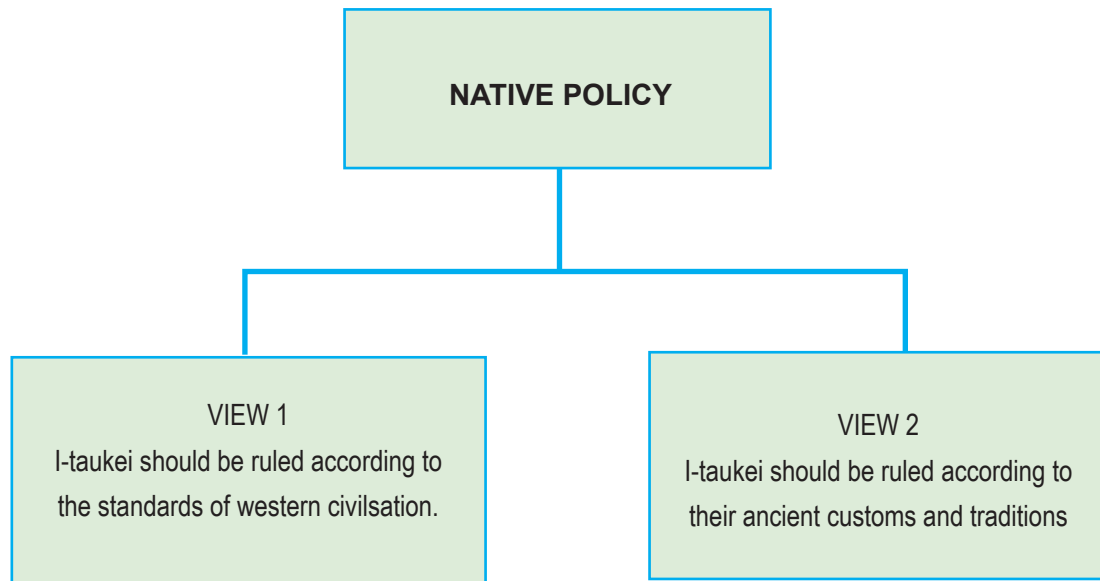 NATIVE POLICY
VIEW 1
I-taukei should be ruled according to
the standards of western civilsation.
VIEW 2
I-taukei should be ruled according to
their ancient customs and traditions